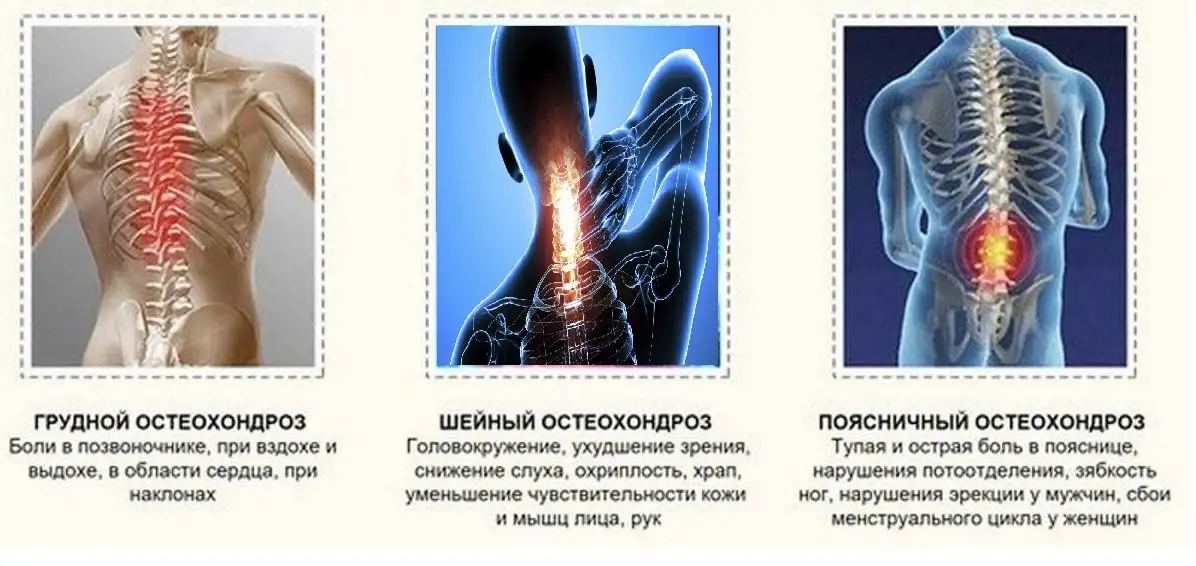 ГРУДНОЙ ОСТЕОХОНДРОЗ
Боли в позвоночнике, при вздохе и
выдохе, в области сердца, при
наклонах
ШЕЙНЫЙ ОСТЕОХОНДРОЗ
Головокружение, ухудшение зрения,
снижение слуха, охриплость, храп,
уменьшение чувствительности кожи
и мышц лица, рук
ПОЯСНИЧНЫЙ ОСТЕОХОНДРОЗ
Тупая и острая боль в пояснице,
нарушения потоотделения, зябкость
ног, нарушения эрекции у мужчин, сбои
менструального цикла у женщин